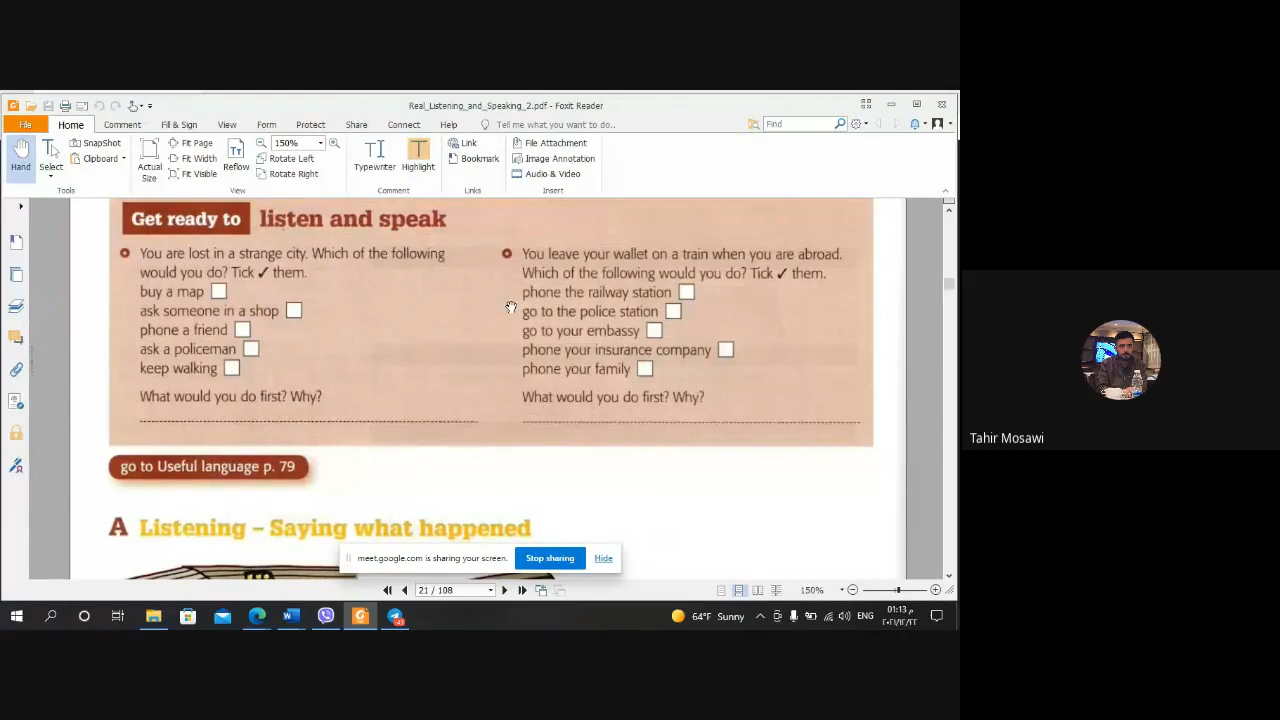 Real_Listening_and_Speaking_2.pdf - Foxit Reader
File Home Comment Fill & Sign View Form Protect Share Connect Help Tell me what you want to do.. Find
Hand
Select
SnapShot
Clipboard
Tools
Actual Size
Fit Page
Fit Width
Fit Visible
Reflow
150%
Rotate Left
Rotate Right
View
Typewriter
Highlight
Comment
Link
Bookmark
Links
File Attachment
Image Annotation
Audio & Video
Insert
Get ready to listen and speak
You are lost in a strange city. Which of the following
would you do? Tick ✓ them.
buy a map
ask someone in a shop
phone a friend
ask a policeman
keep walking
What would you do first? Why?
You leave your wallet on a train when you are abroad.
Which of the following would you do? Tick ✓ them.
phone the railway station
go to the police station
go to your embassy
phone your insurance company
phone your family
What would you do first? Why?
go to Useful language p. 79
A Listening – Saying what happened
meet.google.com is sharing your screen. Stop sharing Hide
21 / 108
150%
64°F Sunny
ENG
01:13 م
Tahir Mosawi